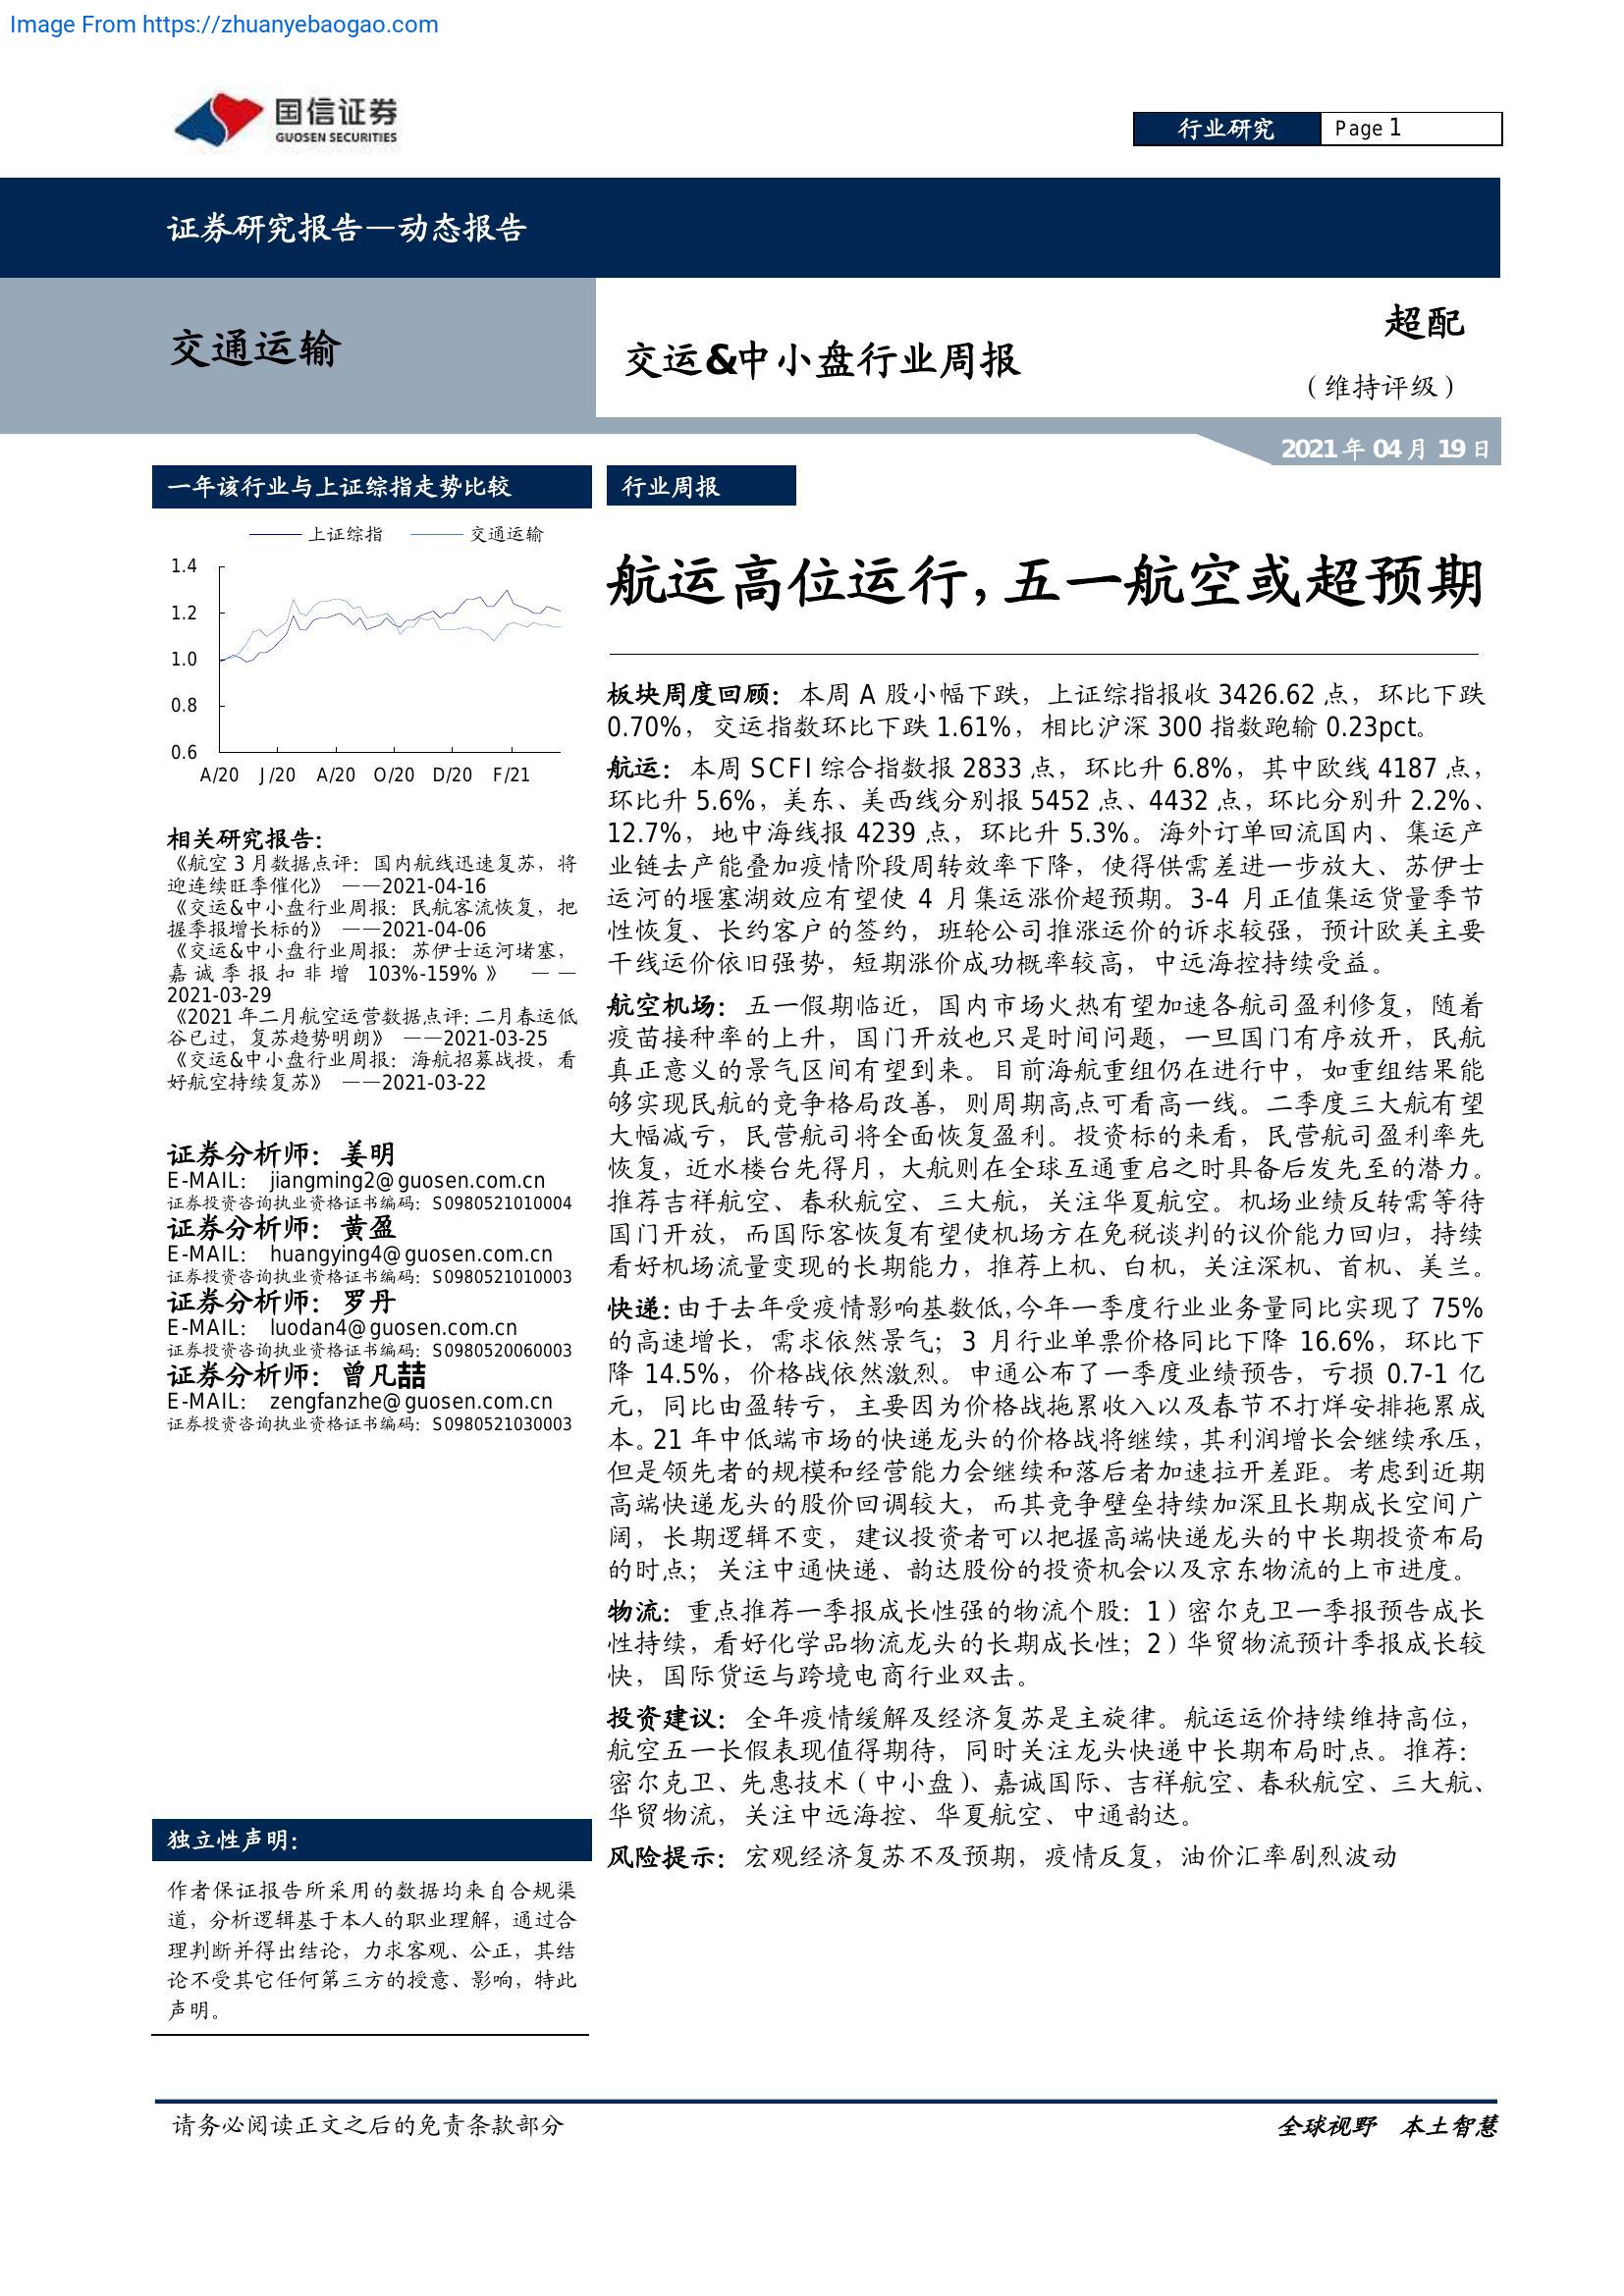 Image From https://zhuanyebaogao.com
国信证券
GUOSEN SECURITIES
行业研究 Page 1
证券研究报告—动态报告
交通运输
交运&中小盘行业周报
超配
（维持评级）
2021 年 04 月 19 日
一年该行业与上证综指走势比较
上证综指 交通运输
1.4
1.2
1.0
0.8
0.6
A/20 J/20 A/20 O/20 D/20 F/21
相关研究报告：
《航空 3 月数据点评：国内航线迅速复苏，将
迎连续旺季催化》 ——2021-04-16
《交运&中小盘行业周报：民航客流恢复，把
握季报增长标的》 ——2021-04-06
《交运&中小盘行业周报：苏伊士运河堵塞，
嘉诚季报扣非增 103%-159%》 ——
2021-03-29
《2021 年二月航空运营数据点评：二月春运低
谷已过，复苏趋势明朗》 ——2021-03-25
《交运&中小盘行业周报：海航招募战投，看
好航空持续复苏》 ——2021-03-22
证券分析师：姜明
E-MAIL： jiangming2@guosen.com.cn
证券投资咨询执业资格证书编码：S0980521010004
证券分析师：黄盈
E-MAIL： huangying4@guosen.com.cn
证券投资咨询执业资格证书编码：S0980521010003
证券分析师：罗丹
E-MAIL： luodan4@guosen.com.cn
证券投资咨询执业资格证书编码：S0980520060003
证券分析师：曾凡喆
E-MAIL： zengfanzhe@guosen.com.cn
证券投资咨询执业资格证书编码：S0980521030003
独立性声明：
作者保证报告所采用的数据均来自合规渠
道，分析逻辑基于本人的职业理解，通过合
理判断并得出结论，力求客观、公正，其结
论不受其它任何第三方的授意、影响，特此
声明。
行业周报
航运高位运行，五一航空或超预期
板块周度回顾：本周 A 股小幅下跌，上证综指报收 3426.62 点，环比下跌
0.70%，交运指数环比下跌 1.61%，相比沪深 300 指数跑输 0.23pct。
航运：本周 SCFI 综合指数报 2833 点，环比升 6.8%，其中欧线 4187 点，
环比升 5.6%，美东、美西线分别报 5452 点、4432 点，环比分别升 2.2%、
12.7%，地中海线报 4239 点，环比升 5.3%。海外订单回流国内、集运产
业链去产能叠加疫情阶段周转效率下降，使得供需差进一步放大、苏伊士
运河的堰塞湖效应有望使 4 月集运涨价超预期。3-4 月正值集运货量季节
性恢复、长约客户的签约，班轮公司推涨运价的诉求较强，预计欧美主要
干线运价依旧强势，短期涨价成功概率较高，中远海控持续受益。
航空机场：五一假期临近，国内市场火热有望加速各航司盈利修复，随着
疫苗接种率的上升，国门开放也只是时间问题，一旦国门有序放开，民航
真正意义的景气区间有望到来。目前海航重组仍在进行中，如重组结果能
够实现民航的竞争格局改善，则周期高点可看高一线。二季度三大航有望
大幅减亏，民营航司将全面恢复盈利。投资标的来看，民营航司盈利率先
恢复，近水楼台先得月，大航则在全球互通重启之时具备后发先至的潜力。
推荐吉祥航空、春秋航空、三大航，关注华夏航空。机场业绩反转需等待
国门开放，而国际客恢复有望使机场方在免税谈判的议价能力回归，持续
看好机场流量变现的长期能力，推荐上机、白机，关注深机、首机、美兰。
快递：由于去年受疫情影响基数低，今年一季度行业业务量同比实现了 75%
的高速增长，需求依然景气；3 月行业单票价格同比下降 16.6%，环比下
降 14.5%，价格战依然激烈。申通公布了一季度业绩预告，亏损 0.7-1 亿
元，同比由盈转亏，主要因为价格战拖累收入以及春节不打烊安排拖累成
本。21 年中低端市场的快递龙头的价格战将继续，其利润增长会继续承压，
但是领先者的规模和经营能力会继续和落后者加速拉开差距。考虑到近期
高端快递龙头的股价回调较大，而其竞争壁垒持续加深且长期成长空间广
阔，长期逻辑不变，建议投资者可以把握高端快递龙头的中长期投资布局
的时点；关注中通快递、韵达股份的投资机会以及京东物流的上市进度。
物流：重点推荐一季报成长性强的物流个股：1）密尔克卫一季报预告成长
性持续，看好化学品物流龙头的长期成长性；2）华贸物流预计季报成长较
快，国际货运与跨境电商行业双击。
投资建议：全年疫情缓解及经济复苏是主旋律。航运运价持续维持高位，
航空五一长假表现值得期待，同时关注龙头快递中长期布局时点。推荐：
密尔克卫、先惠技术（中小盘）、嘉诚国际、吉祥航空、春秋航空、三大航、
华贸物流，关注中远海控、华夏航空、中通韵达。
风险提示：宏观经济复苏不及预期，疫情反复，油价汇率剧烈波动
请务必阅读正文之后的免责条款部分
全球视野 本土智慧